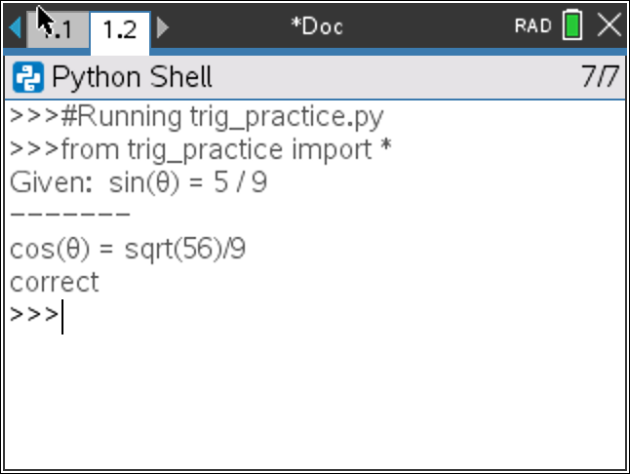 1.1 1.2 *Doc RAD
Python Shell 7/7
>>>#Running trig_practice.py
>>>from trig_practice import *
Given:  sin(θ) = 5 / 9
-------
cos(θ) = sqrt(56)/9
correct
>>>